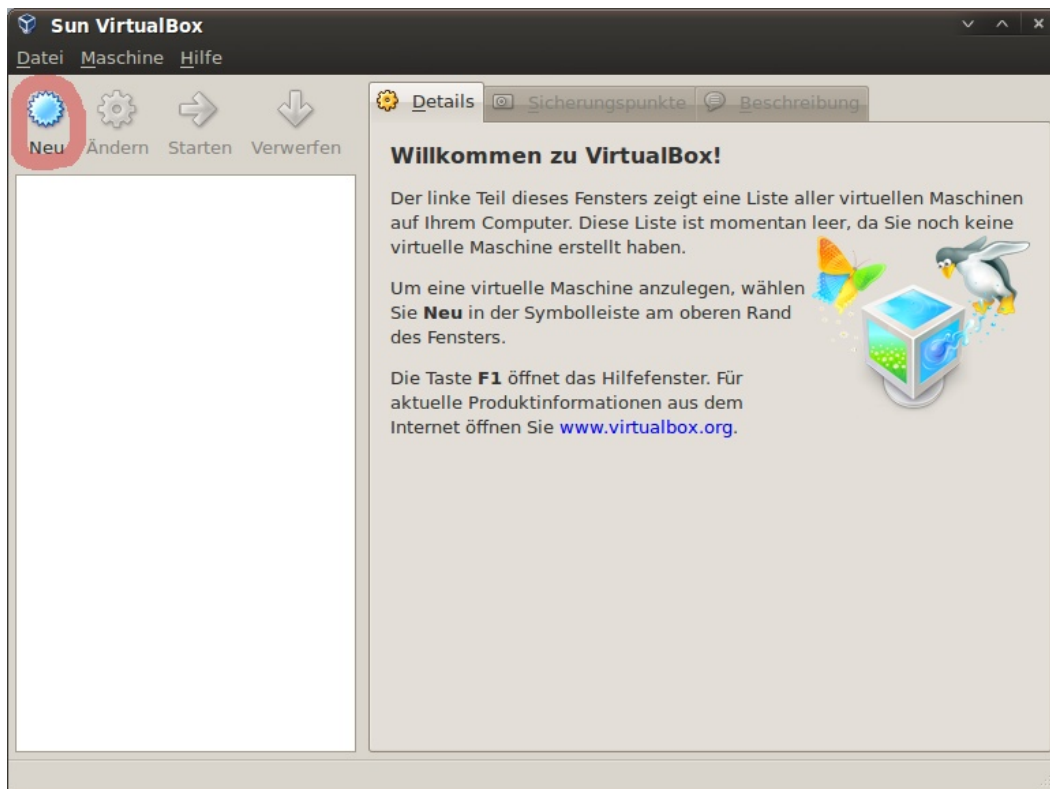 Sun VirtualBox
Datei Maschine Hilfe
Neu Ändern Starten Verwerfen
Details Sicherungspunkte Beschreibung
Willkommen zu VirtualBox!
Der linke Teil dieses Fensters zeigt eine Liste aller virtuellen Maschinen
auf Ihrem Computer. Diese Liste ist momentan leer, da Sie noch keine
virtuelle Maschine erstellt haben.
Um eine virtuelle Maschine anzulegen, wählen
Sie Neu in der Symbolleiste am oberen Rand
des Fensters.
Die Taste F1 öffnet das Hilfefenster. Für
aktuelle Produktinformationen aus dem
Internet öffnen Sie www.virtualbox.org.